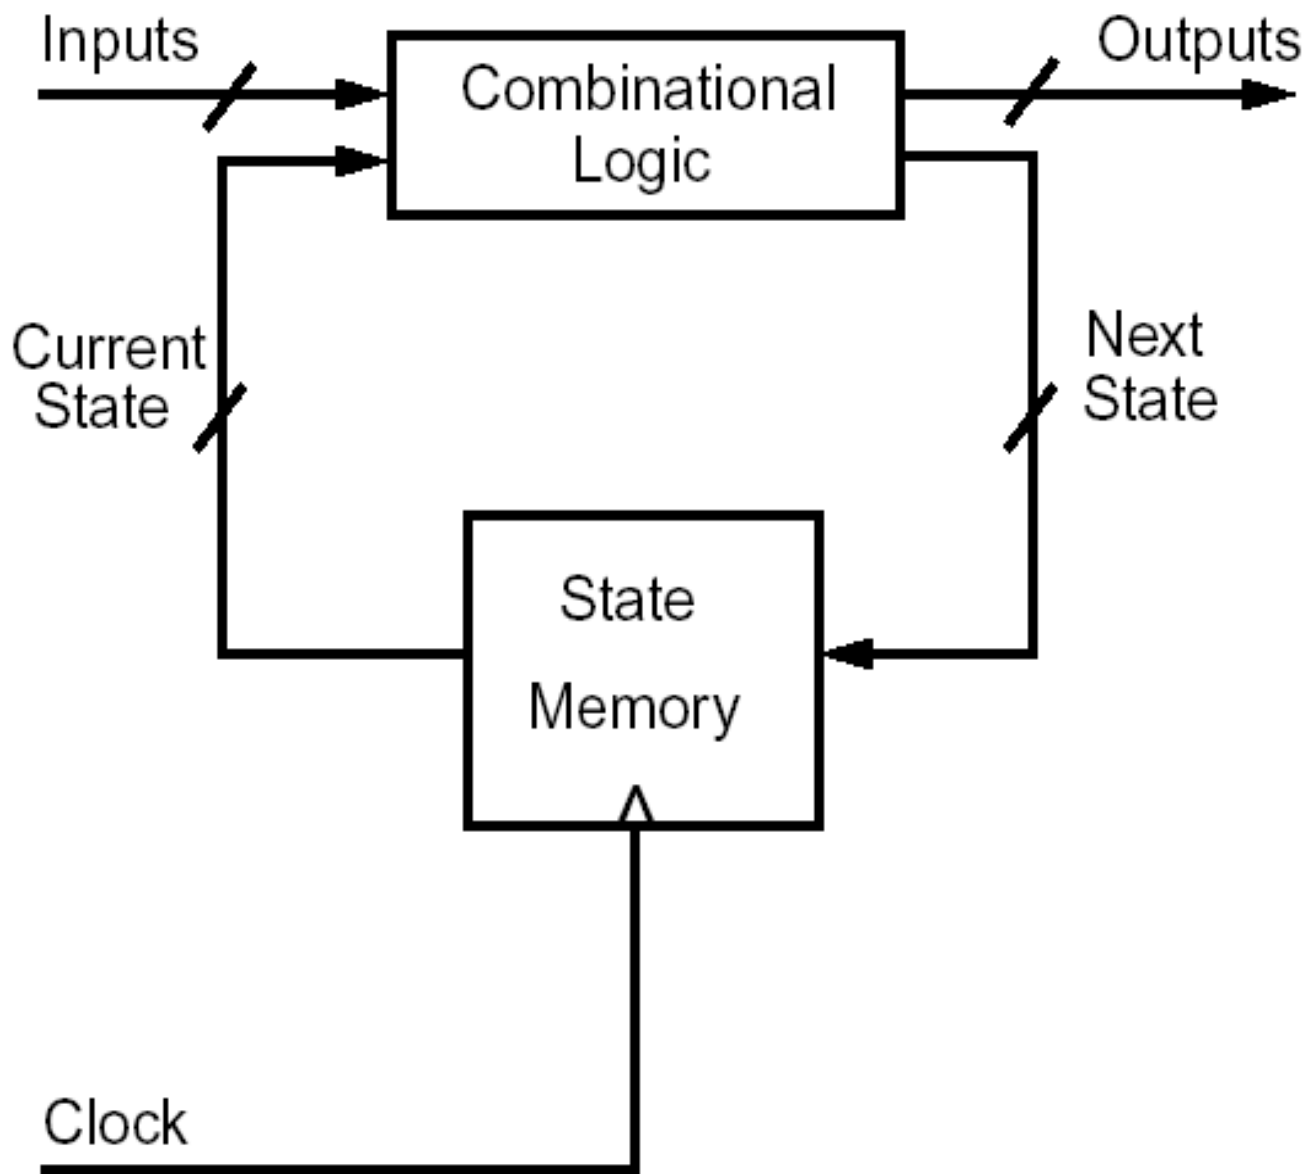 Inputs
Combinational
Logic
Outputs
Current
State
Next
State
State
Memory
Clock